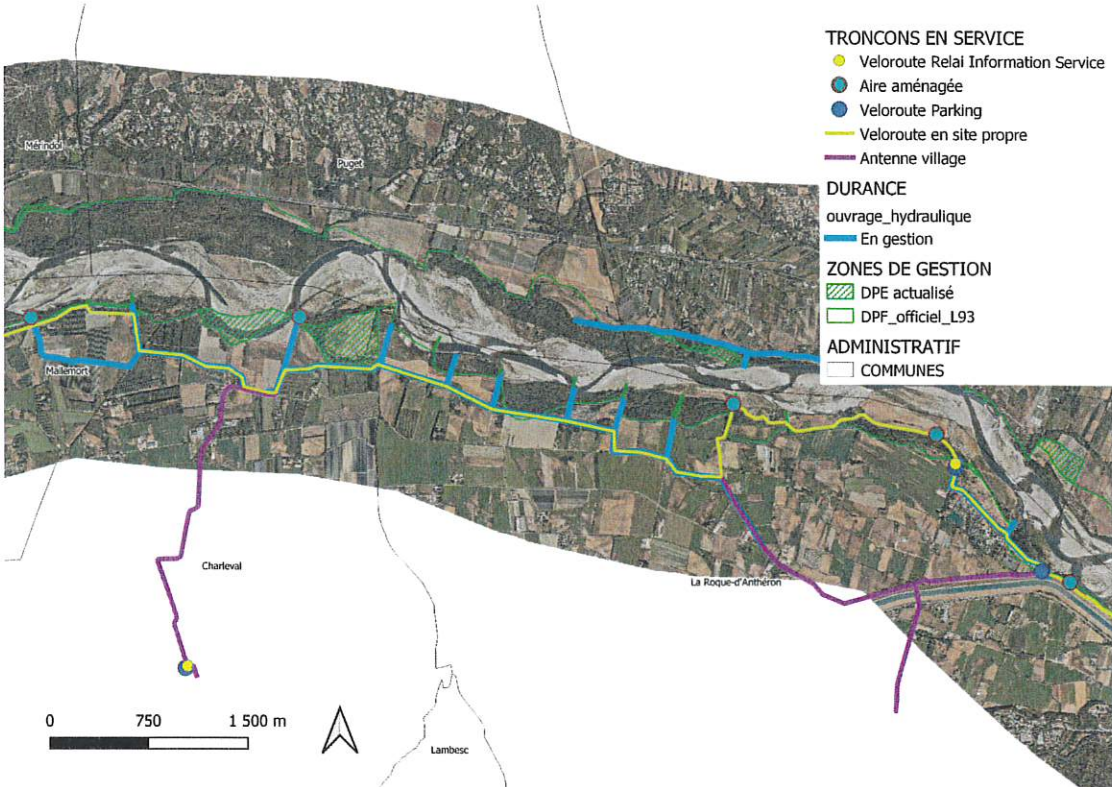 TRONCONS EN SERVICE
Veloroute Relai Information Service
Aire aménagée
Veloroute Parking
Veloroute en site propre
Antenne village
DURANCE
ouvrage_hydraulique
En gestion
ZONES DE GESTION
DPE actualisé
DPF_officiel_L93
ADMINISTRATIF
COMMUNES
Mérindol
Puget
Mallemort
Charleval
La Roque-d'Anthéron
Lambesc
0 750 1 500 m